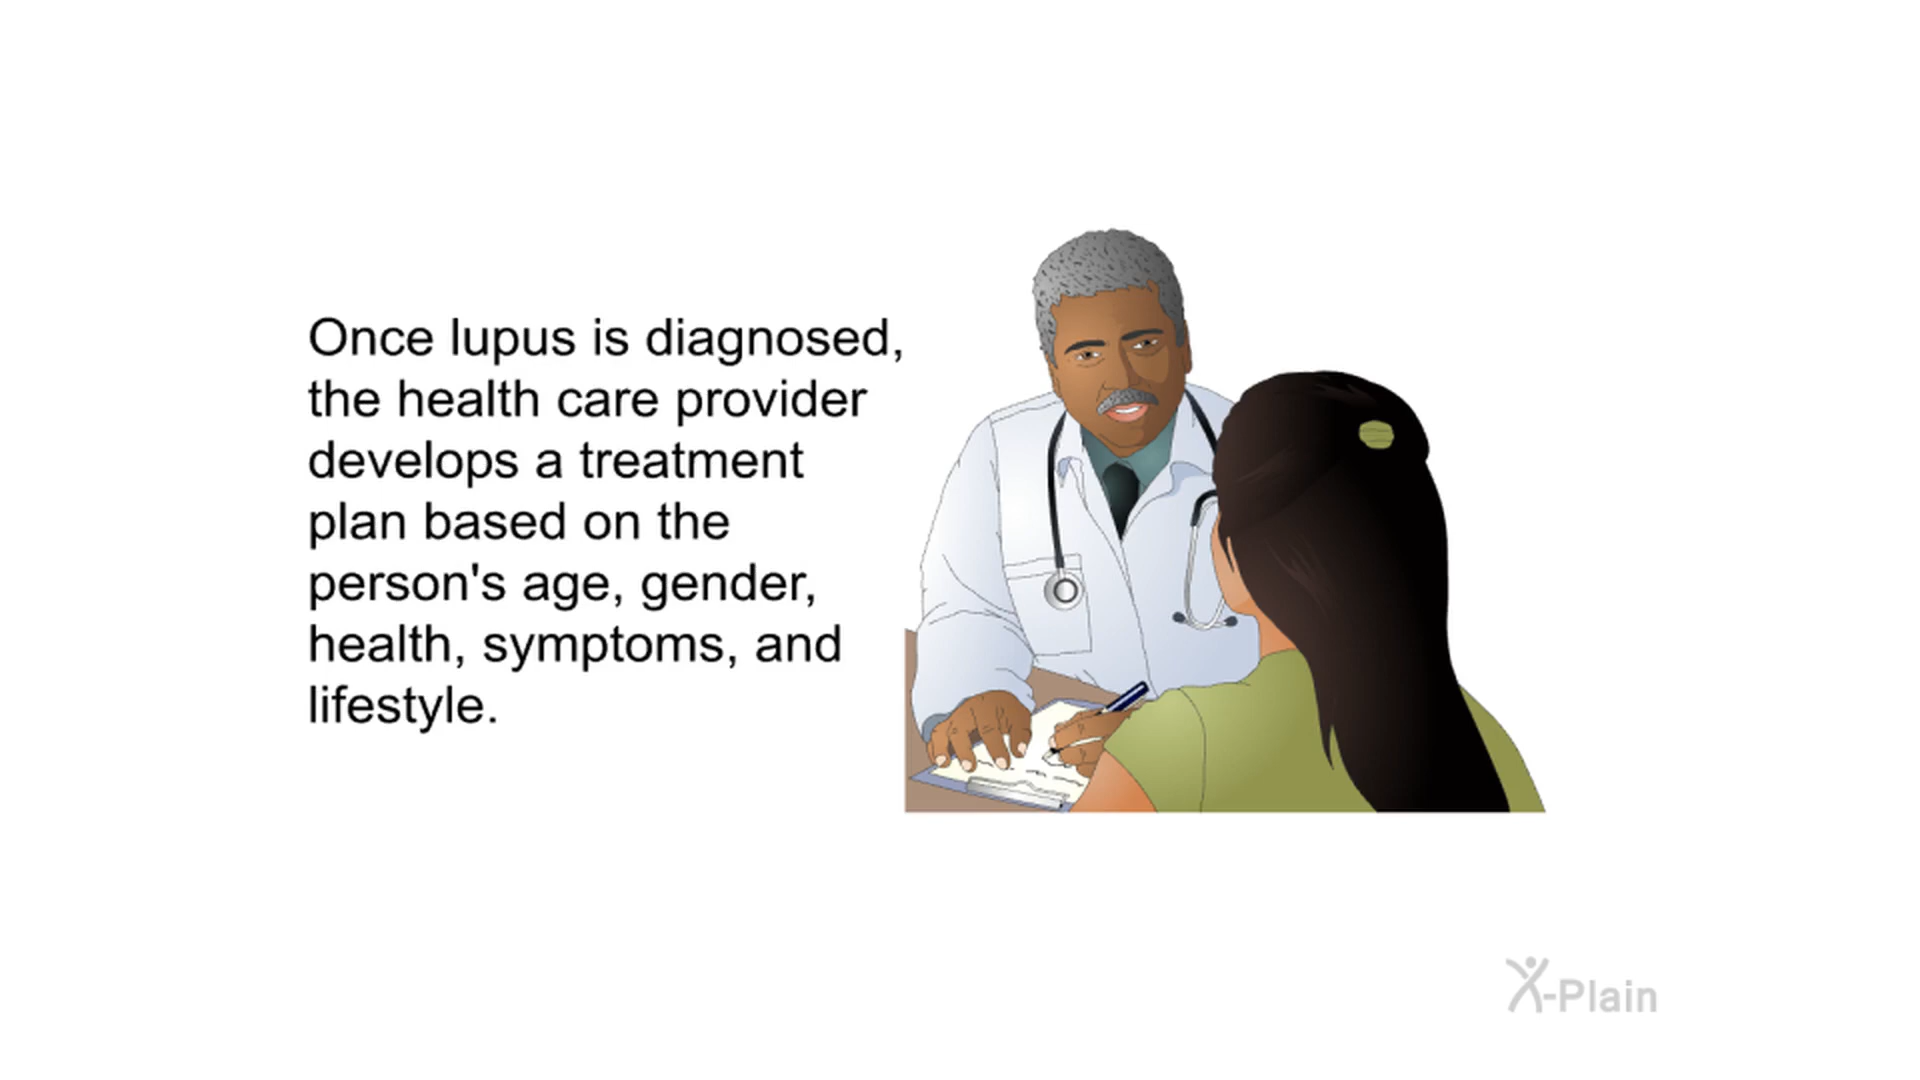 Once lupus is diagnosed,
the health care provider
develops a treatment
plan based on the
person's age, gender,
health, symptoms, and
lifestyle.
X-Plain